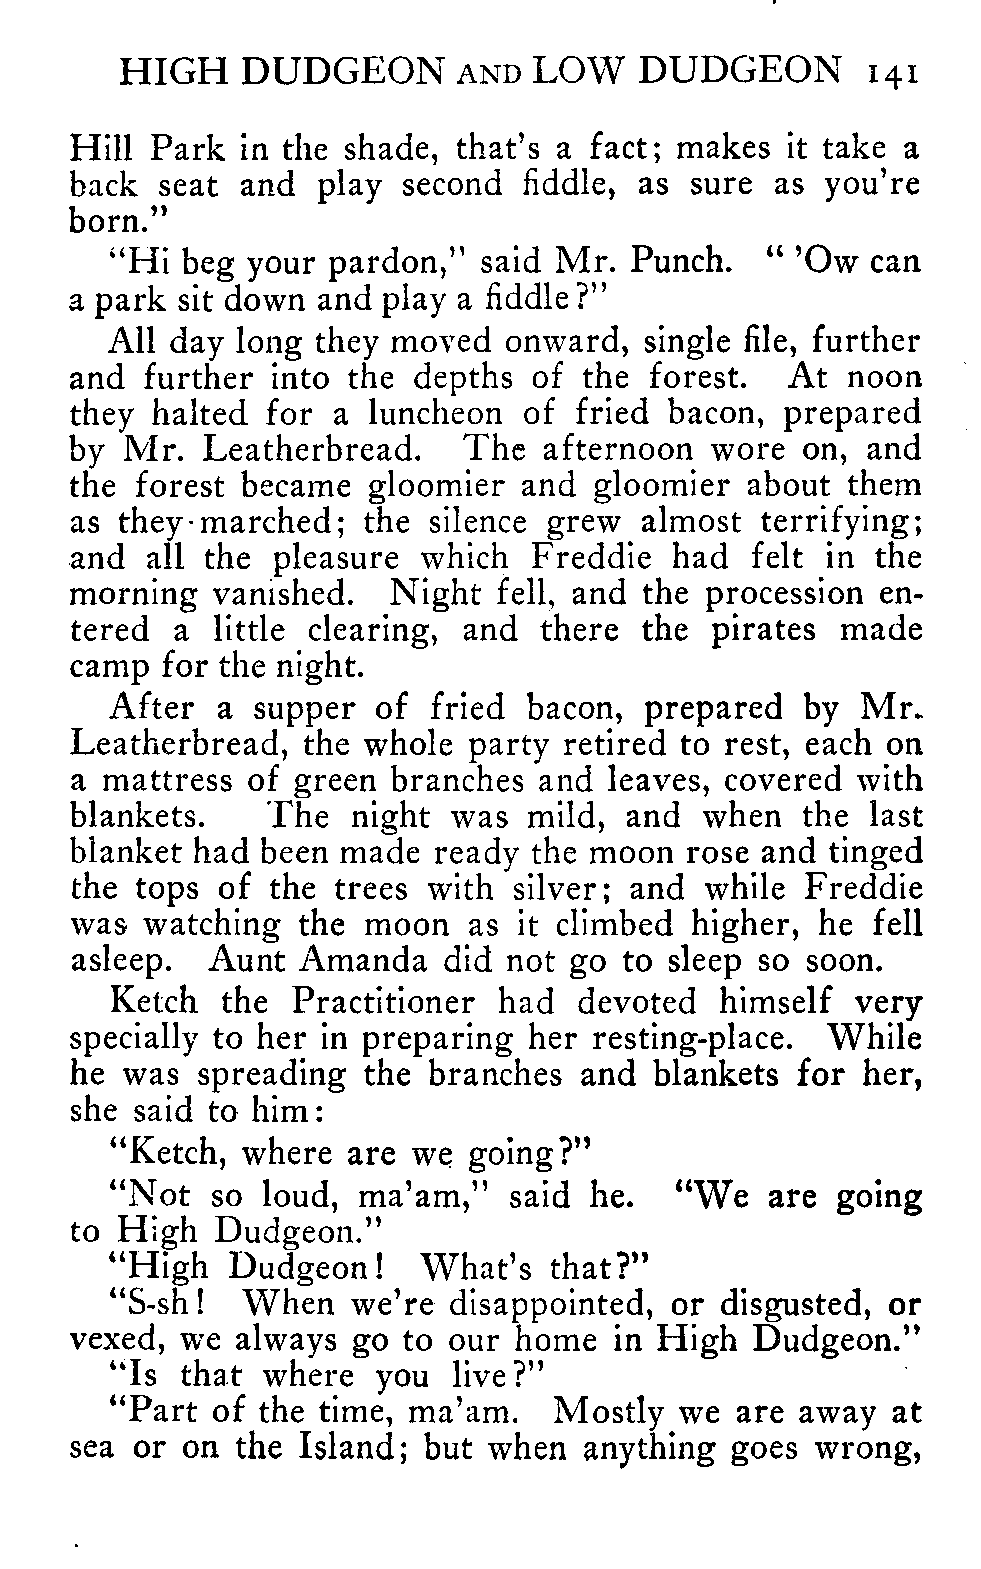 HIGH DUDGEON AND LOW DUDGEON 141
Hill Park in the shade, that's a fact; makes it take a
back seat and play second fiddle, as sure as you're
born."
"Hi beg your pardon," said Mr. Punch. " 'Ow can
a park sit down and play a fiddle?"
All day long they moved onward, single file, further
and further into the depths of the forest. At noon
they halted for a luncheon of fried bacon, prepared
by Mr. Leatherbread. The afternoon wore on, and
the forest became gloomier and gloomier about them
as they marched; the silence grew almost terrifying;
and all the pleasure which Freddie had felt in the
morning vanished. Night fell, and the procession en-
tered a little clearing, and there the pirates made
camp for the night.
After a supper of fried bacon, prepared by Mr.
Leatherbread, the whole party retired to rest, each on
a mattress of green branches and leaves, covered with
blankets. The night was mild, and when the last
blanket had been made ready the moon rose and tinged
the tops of the trees with silver; and while Freddie
was watching the moon as it climbed higher, he fell
asleep. Aunt Amanda did not go to sleep so soon.
Ketch the Practitioner had devoted himself very
specially to her in preparing her resting-place. While
he was spreading the branches and blankets for her,
she said to him:
"Ketch, where are we going?"
"Not so loud, ma'am," said he. "We are going
to High Dudgeon."
"High Dudgeon! What's that?"
"S-sh! When we're disappointed, or disgusted, or
vexed, we always go to our home in High Dudgeon."
"Is that where you live?"
"Part of the time, ma'am. Mostly we are away at
sea or on the Island; but when anything goes wrong,